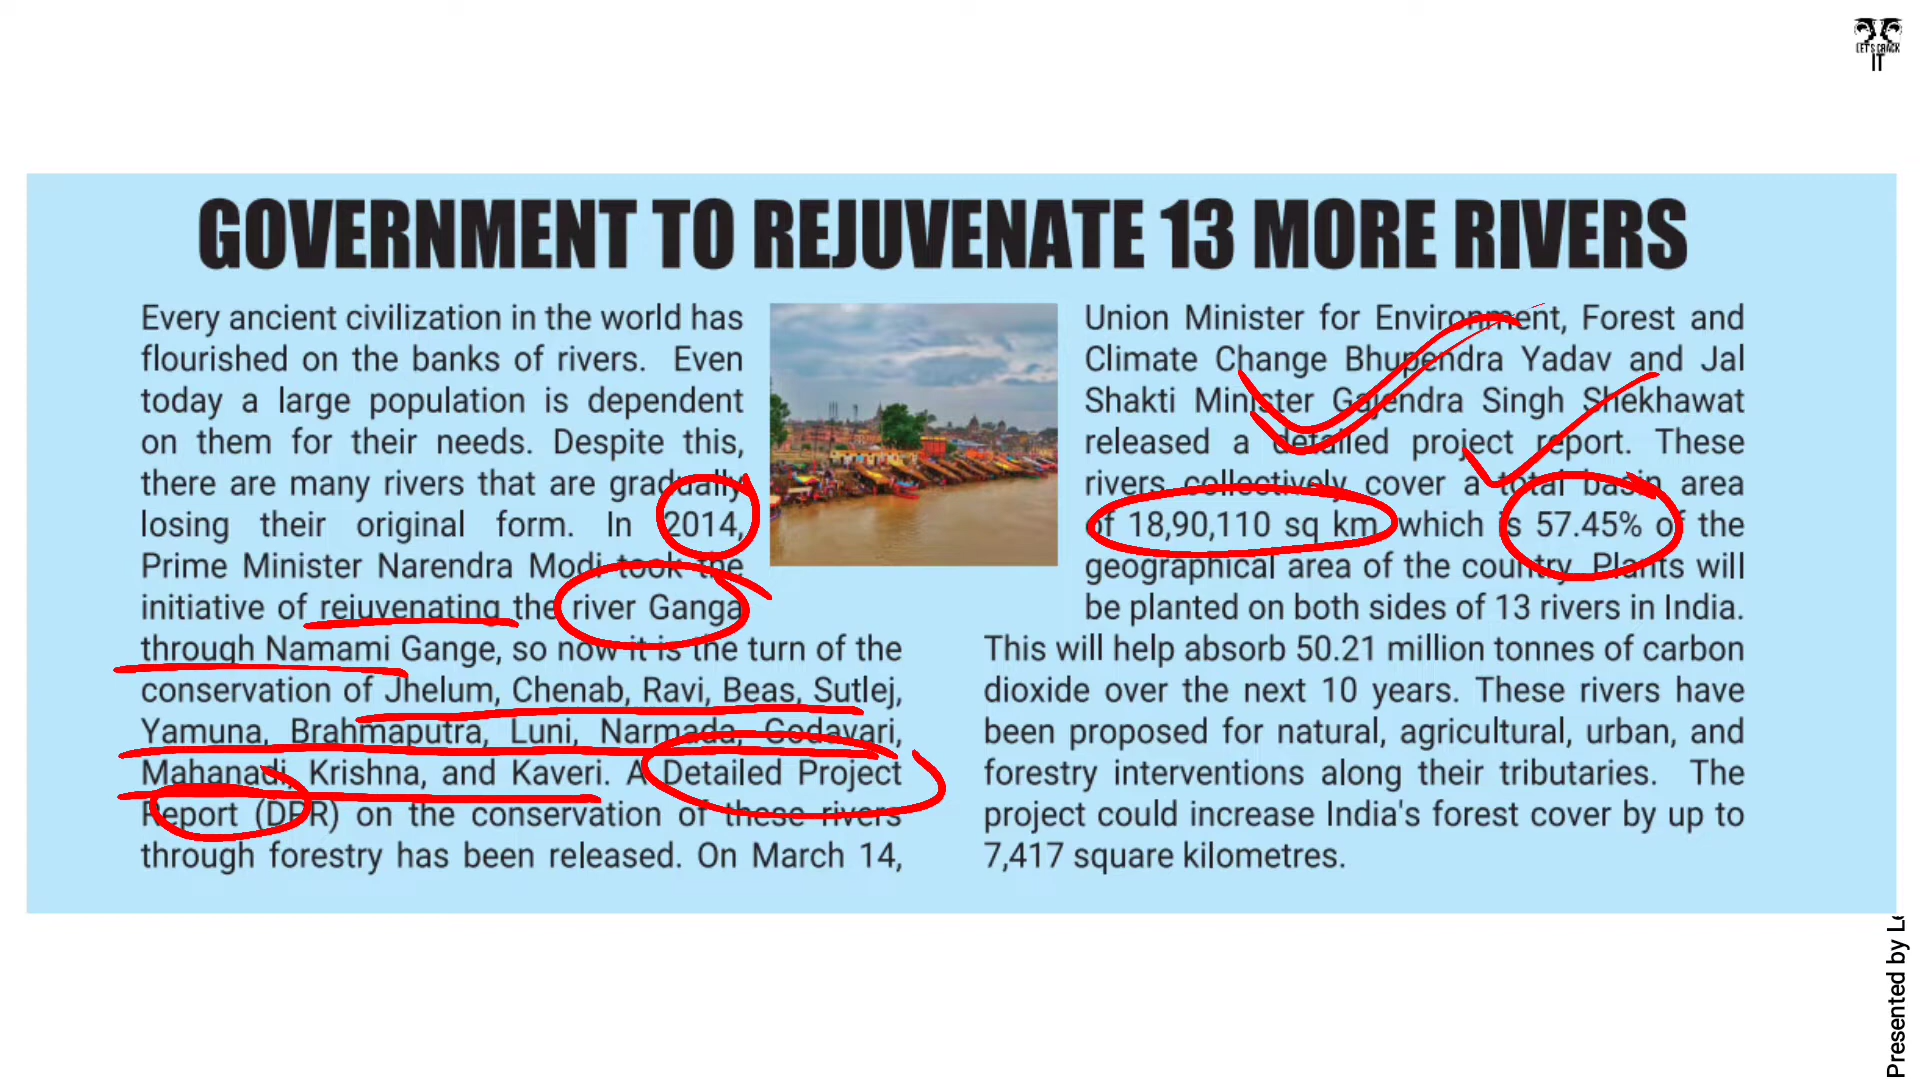 LET'S CRACK
IT
GOVERNMENT TO REJUVENATE 13 MORE RIVERS
Every ancient civilization in the world has
flourished on the banks of rivers. Even
today a large population is dependent
on them for their needs. Despite this,
there are many rivers that are gradually
losing their original form. In 2014,
Prime Minister Narendra Modi took the
initiative of rejuvenating the river Ganga
through Namami Gange, so now it is the turn of the
conservation of Jhelum, Chenab, Ravi, Beas, Sutlej,
Yamuna, Brahmaputra, Luni, Narmada, Godavari,
Mahanadi, Krishna, and Kaveri. A Detailed Project
Report (DPR) on the conservation of these rivers
through forestry has been released. On March 14,
Union Minister for Environment, Forest and
Climate Change Bhupendra Yadav and Jal
Shakti Minister Gajendra Singh Shekhawat
released a detailed project report. These
rivers collectively cover a total basin area
of 18,90,110 sq km which is 57.45% of the
geographical area of the country. Plants will
be planted on both sides of 13 rivers in India.
This will help absorb 50.21 million tonnes of carbon
dioxide over the next 10 years. These rivers have
been proposed for natural, agricultural, urban, and
forestry interventions along their tributaries. The
project could increase India's forest cover by up to
7,417 square kilometres.
Presented by